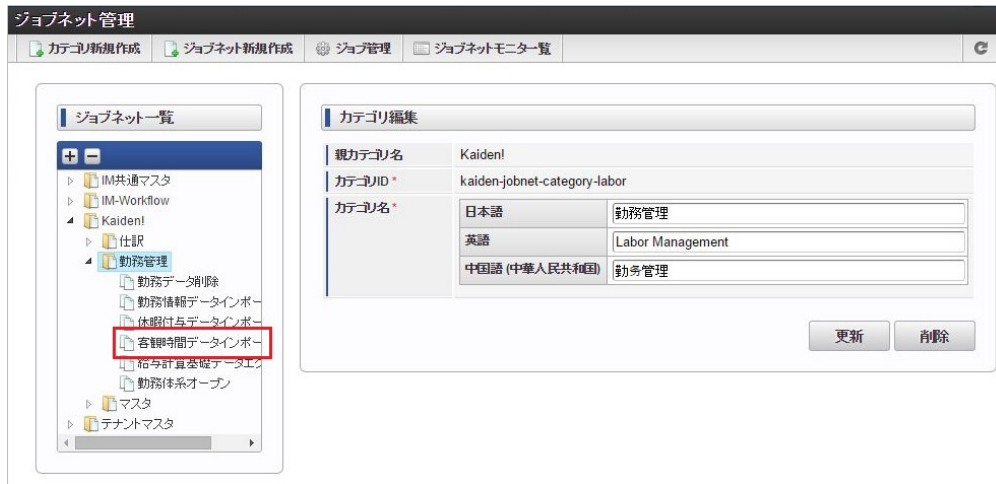 ジョブネット管理
カテゴリ新規作成 ジョブネット新規作成 ジョブ管理 ジョブネットモニター覧
ジョブネット一覧
IM共通マスタ
IM-Workflow
Kaiden!
仕訳
勤務管理
勤務データ削除
勤務情報データインポー
休暇付与データインポー
客観時間データインポー
給与計算基礎データエク
勤務体系オープン
マスタ
テナントマスタ
カテゴリ編集
親カテゴリ名 Kaiden!
カテゴリID * kaiden-jobnet-category-labor
カテゴリ名 *
日本語 勤務管理
英語 Labor Management
中国語 (中華人民共和国) 勤务管理
更新 削除